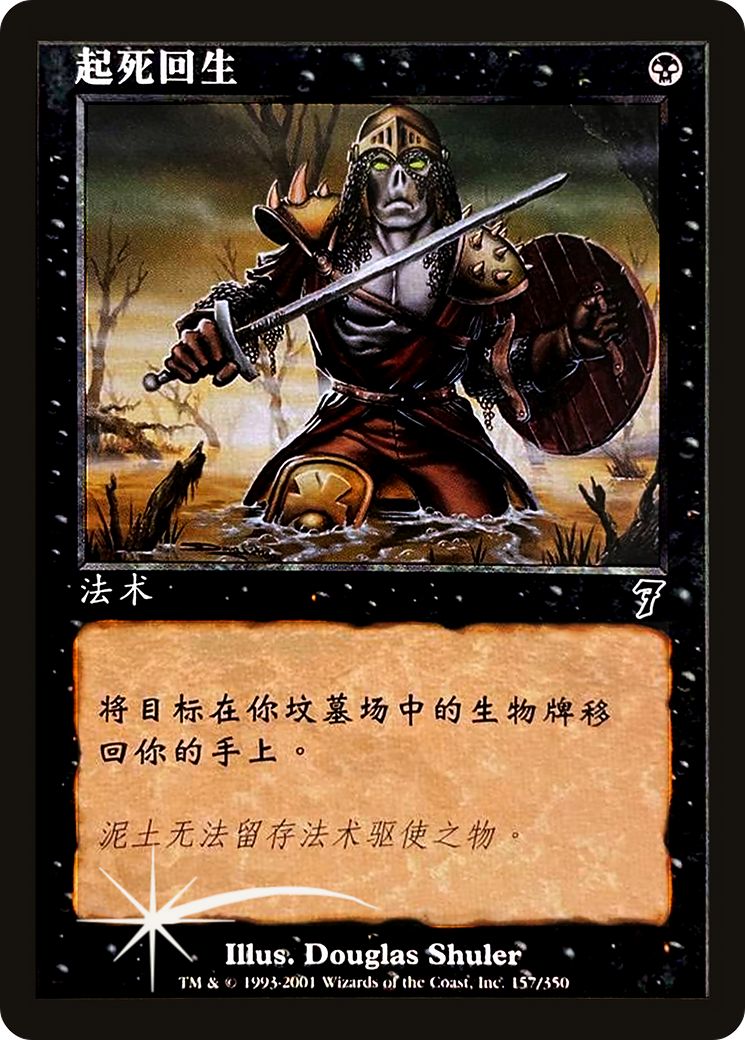 起死回生
法术
7
将目标在你坟墓场中的生物牌移
回你的手上。
泥土无法留存法术驱使之物。
Illus. Douglas Shuler
TM & © 1993-2001 Wizards of the Coast, Inc. 157/350